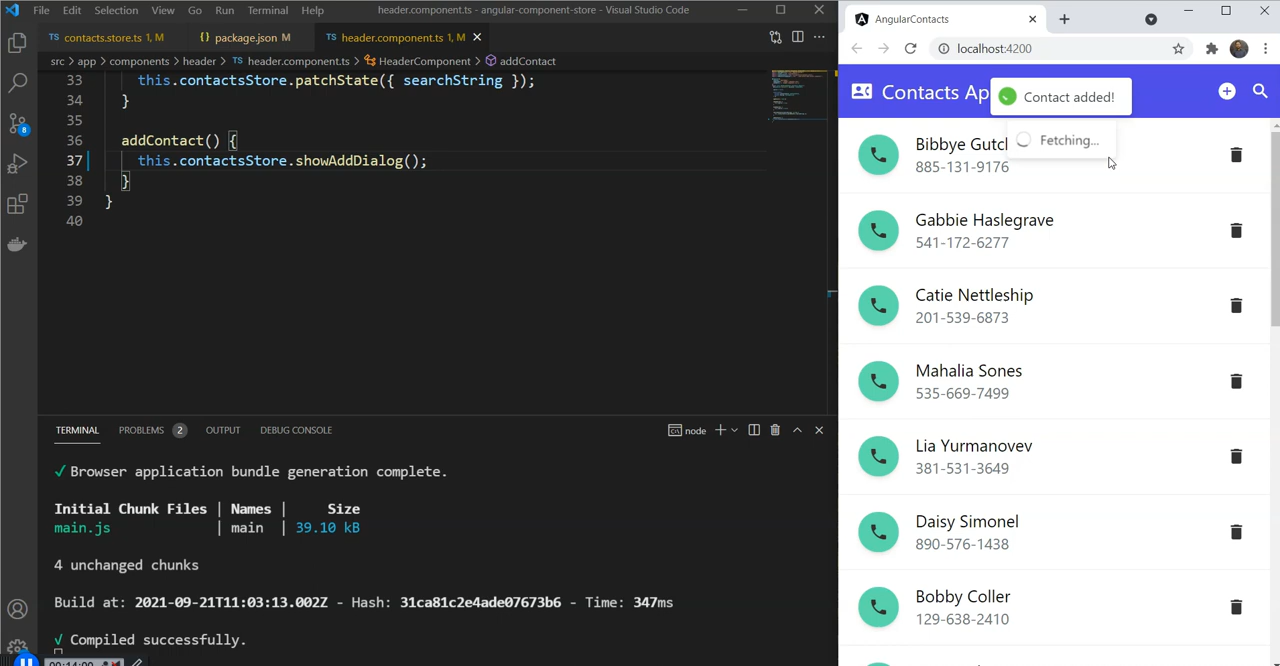 File Edit Selection View Go Run Terminal Help
header.component.ts - angular-component-store - Visual Studio Code
TS contacts.store.ts 1, M
{} package.json M
TS header.component.ts 1, M
src > app > components > header > TS header.component.ts > HeaderComponent > addContact
33 this.contactsStore.patchState({ searchString });
34 }
35
36 addContact() {
37 this.contactsStore.showAddDialog();
38 }
39 }
40
8
TERMINAL PROBLEMS 2 OUTPUT DEBUG CONSOLE
node
✓ Browser application bundle generation complete.
Initial Chunk Files | Names | Size
main.js | main | 39.10 kB
4 unchanged chunks
Build at: 2021-09-21T11:03:13.002Z - Hash: 31ca81c2e4ade07673b6 - Time: 347ms
√ Compiled successfully.
AngularContacts
localhost:4200
Contacts Ap
Contact added!
Fetching...
Bibbye Gutcl
885-131-9176
Gabbie Haslegrave
541-172-6277
Catie Nettleship
201-539-6873
Mahalia Sones
535-669-7499
Lia Yurmanovev
381-531-3649
Daisy Simonel
890-576-1438
Bobby Coller
129-638-2410